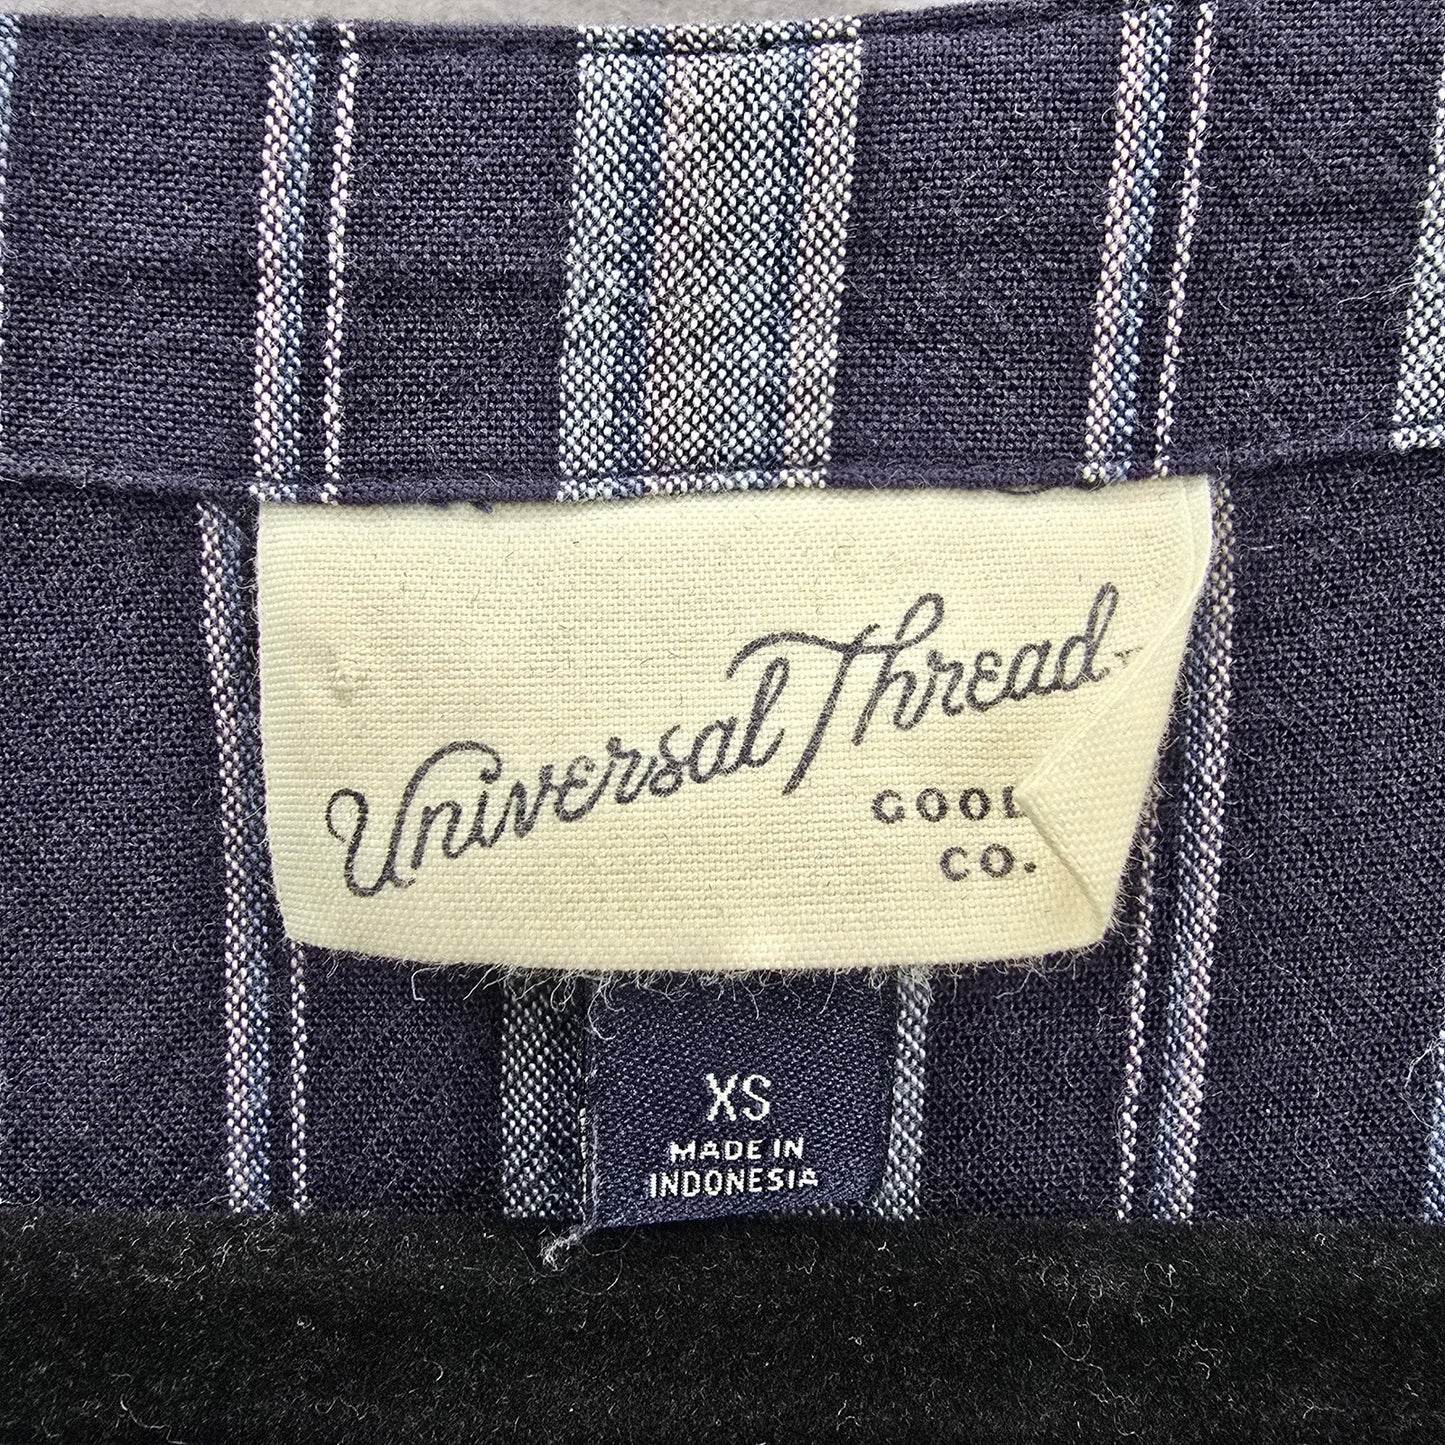 Universal Thread
GOOD
CO.
XS
MADE IN
INDONESIA